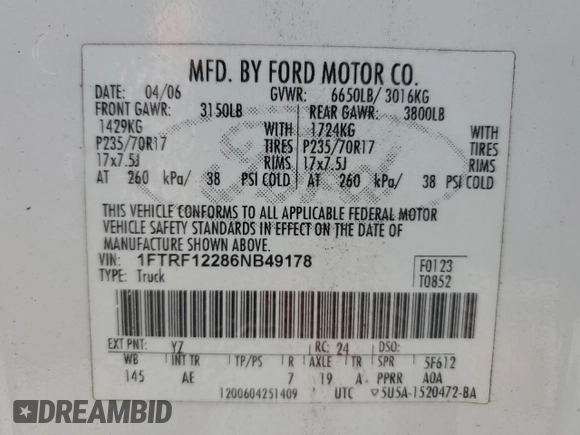 MFD. BY FORD MOTOR CO.
DATE: 04/06 GVWR: 6650LB/ 3016KG
FRONT GAWR: 3150LB REAR GAWR: 3800LB
1429KG WITH 1724KG WITH
P235/70R17 TIRES P235/70R17 TIRES
17x7.5J RIMS 17x7.5J RIMS
AT 260 kPa/ 38 PSI COLD AT 260 kPa/ 38 PSI COLD
Ford
THIS VEHICLE CONFORMS TO ALL APPLICABLE FEDERAL MOTOR
VEHICLE SAFETY STANDARDS IN EFFECT ON THE DATE OF
MANUFACTURE SHOWN ABOVE.
VIN: 1FTRF12286NB49178 F0123
TYPE: Truck T0852
EXT PNT: YZ RC: 24 DSO:
WB INT TR TP/PS R AXLE TR SPR 5F612
145 AE 7 19 A PPRR AOA
1200604251409 UTC 5U5A-1520472-BA
DREAMBID